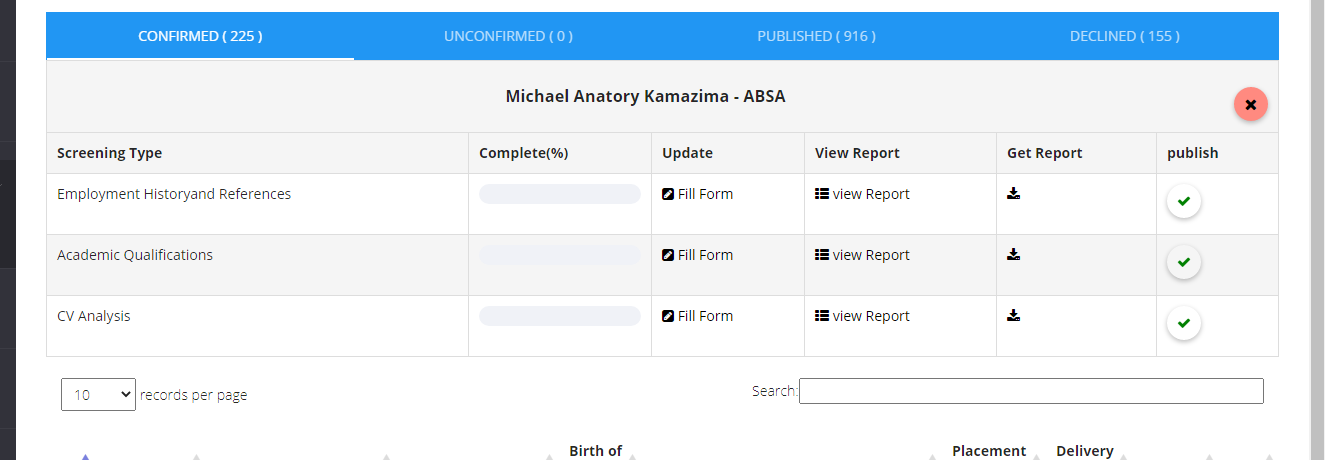 CONFIRMED ( 225 ) UNCONFIRMED ( 0 ) PUBLISHED ( 916 ) DECLINED ( 155 )
Michael Anatory Kamazima - ABSA
Screening Type Complete(%) Update View Report Get Report publish
Employment Historyand References Fill Form view Report
Academic Qualifications Fill Form view Report
CV Analysis Fill Form view Report
10 records per page Search:
Birth of Placement Delivery